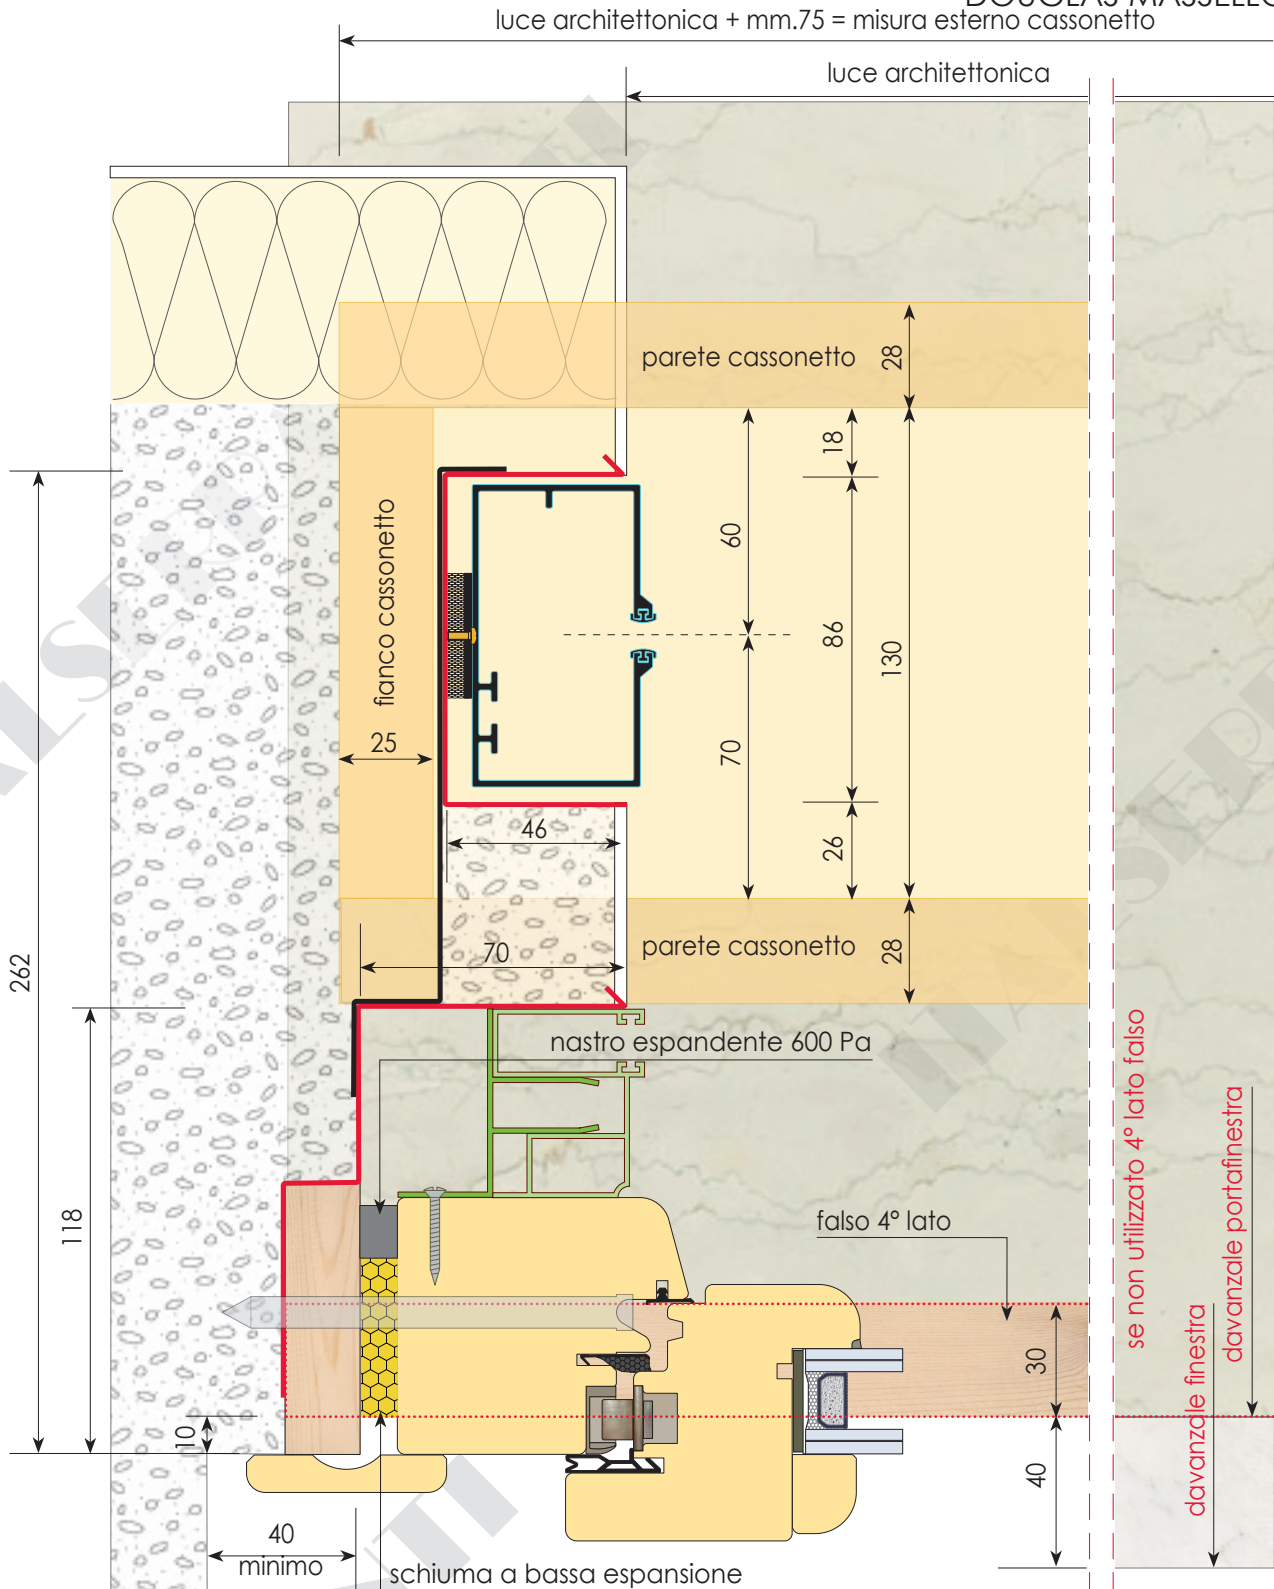 DOUGLAS MASSELLO
luce architettonica + mm.75 = misura esterno cassonetto
luce architettonica
parete cassonetto
28
18
60
fianco cassonetto
86
130
25
70
46
26
262
70
parete cassonetto
28
nastro espandente 600 Pa
se non utilizzato 4° lato falso
davanzale portafinestra
118
falso 4° lato
davanzale finestra
30
10
40
40
minimo
schiuma a bassa espansione